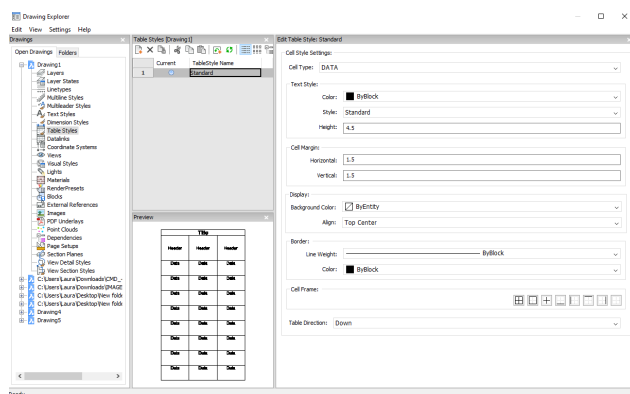 Drawing Explorer
Edit View Settings Help
Drawings
Open Drawings Folders
Drawing1
Layers
Layer States
Linetypes
Multiline Styles
Multileader Styles
Text Styles
Dimension Styles
Table Styles
Datalinks
Coordinate Systems
Views
Visual Styles
Lights
Materials
RenderPresets
Blocks
External References
Images
PDF Underlays
Point Clouds
Dependencies
Page Setups
Section Planes
View Detail Styles
View Section Styles
C:\Users\Laura\Downloads\CMD_-
C:\Users\Laura\Downloads\IMAGE
C:\Users\Laura\Desktop\New folde
C:\Users\Laura\Desktop\New folde
Drawing4
Drawing5
Table Styles [Drawing1]
Current TableStyle Name
1 Standard
Preview
Title
Header Header Header
Data Data Data
Data Data Data
Data Data Data
Data Data Data
Data Data Data
Data Data Data
Data Data Data
Data Data Data
Edit Table Style: Standard
Cell Style Settings:
Cell Type: DATA
Text Style:
Color: ByBlock
Style: Standard
Height: 4.5
Cell Margin:
Horizontal: 1.5
Vertical: 1.5
Display:
Background Color: ByEntity
Align: Top Center
Border:
Line Weight: ByBlock
Color: ByBlock
Cell Frame:
Table Direction: Down
Ready